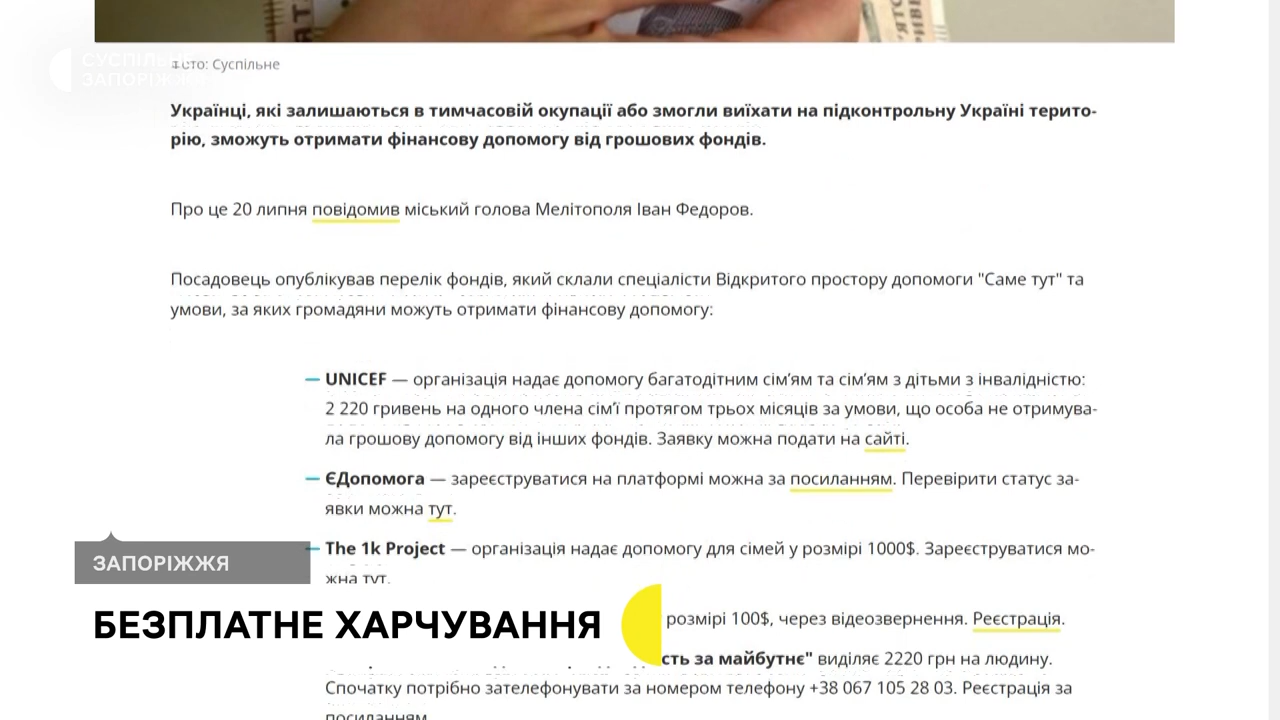 СУСПІЛЬНЕ
ЗАПОРІЖЖЯ
Фото: Суспільне
Українці, які залишаються в тимчасовій окупації або змогли виїхати на підконтрольну Україні терито-
рію, зможуть отримати фінансову допомогу від грошових фондів.
Про це 20 липня повідомив міський голова Мелітополя Іван Федоров.
Посадовець опублікував перелік фондів, який склали спеціалісти Відкритого простору допомоги "Саме тут" та
умови, за яких громадяни можуть отримати фінансову допомогу:
— UNICEF — організація надає допомогу багатодітним сім’ям та сім’ям з дітьми з інвалідністю:
2 220 гривень на одного члена сім’ї протягом трьох місяців за умови, що особа не отримува-
ла грошову допомогу від інших фондів. Заявку можна подати на сайті.
— ЄДопомога — зареєструватися на платформі можна за посиланням. Перевірити статус за-
явки можна тут.
— The 1k Project — організація надає допомогу для сімей у розмірі 1000$. Зареєструватися мо-
жна тут.
ЗАПОРІЖЖЯ
БЕЗПЛАТНЕ ХАРЧУВАННЯ
розмірі 100$, через відеозвернення. Реєстрація.
сть за майбутнє" виділяє 2220 грн на людину.
Спочатку потрібно зателефонувати за номером телефону +38 067 105 28 03. Реєстрація за
посиланням